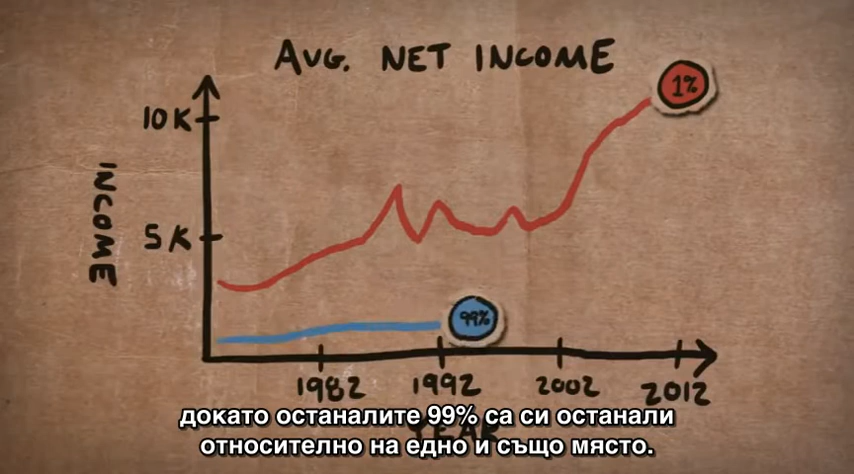 AVG. NET INCOME
1%
10K
INCOME
5K
99%
1982 1992 2002 2012
YEAR
докато останалите 99% са си останали
относително на едно и също място.